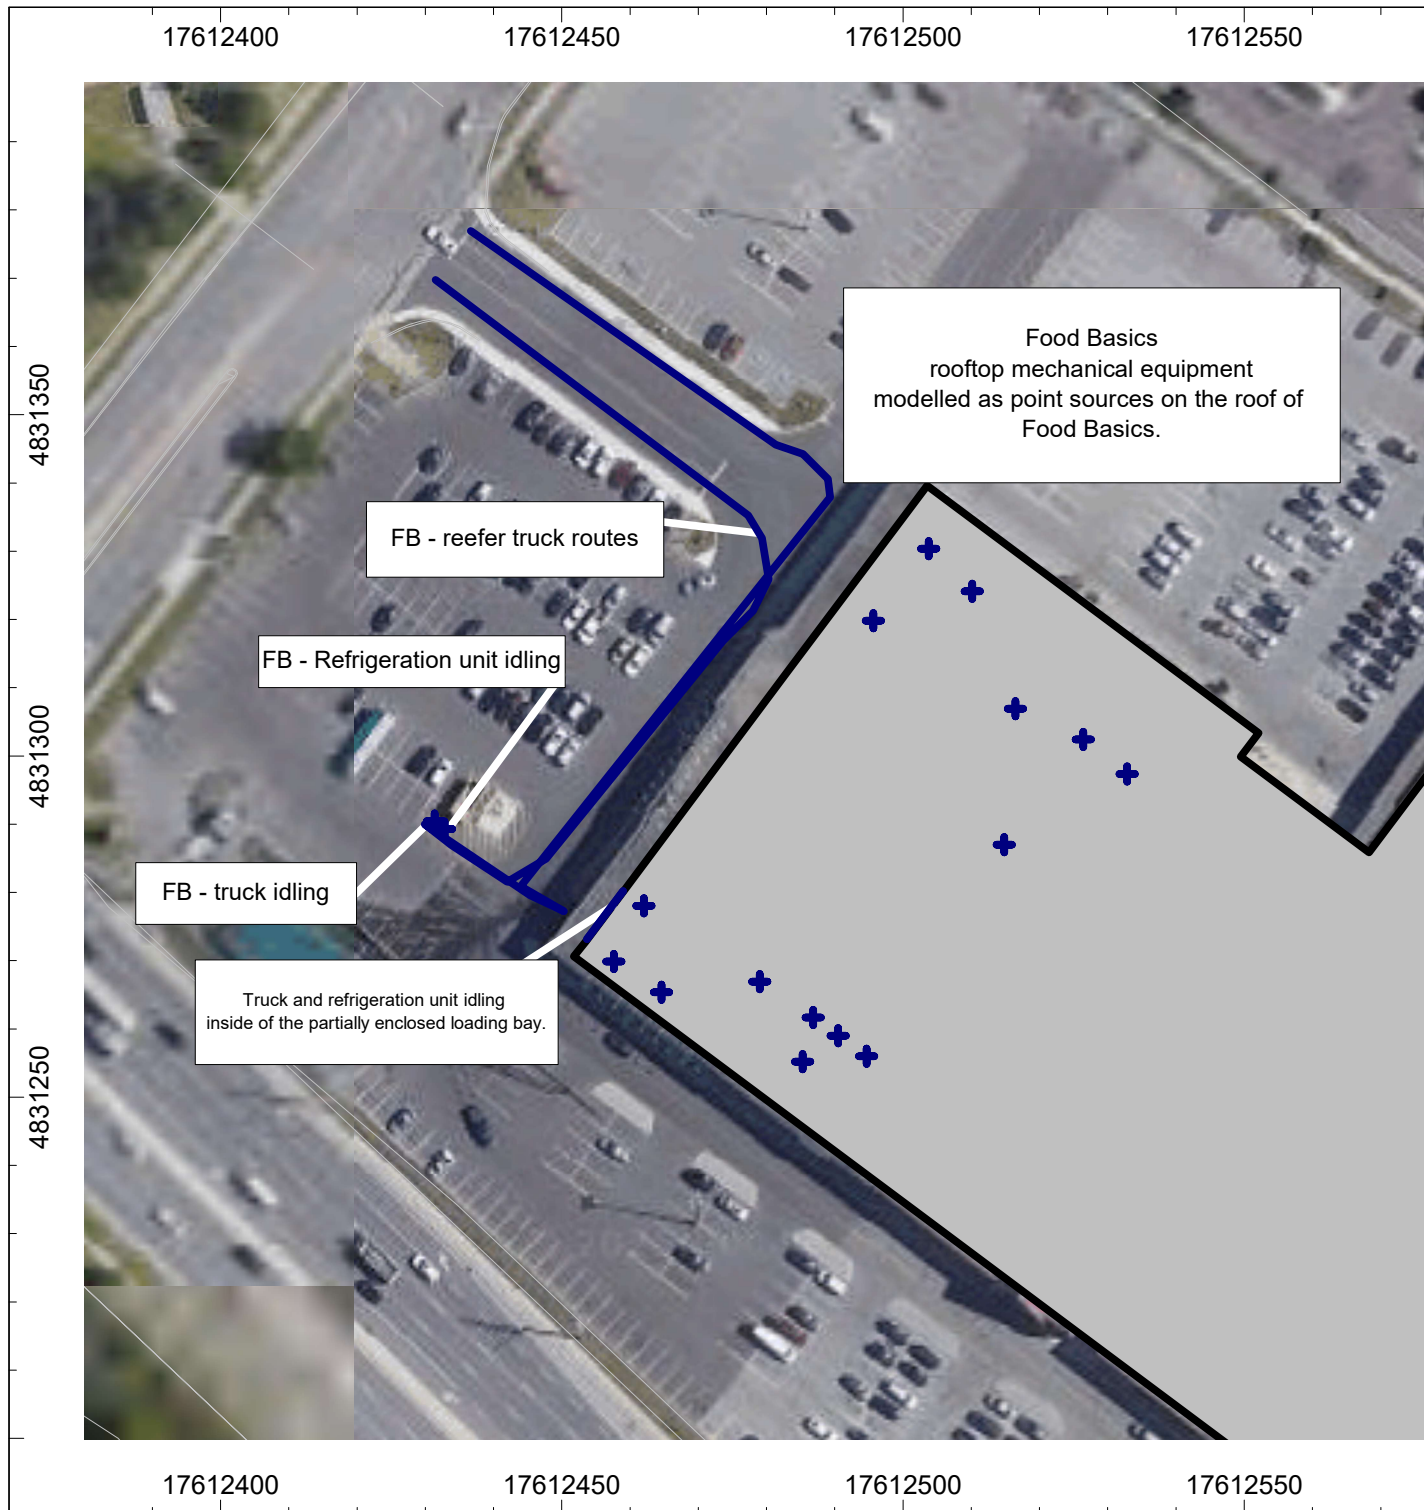 17612400 17612450 17612500 17612550
Food Basics
rooftop mechanical equipment
modelled as point sources on the roof of
Food Basics.
4831350
FB - reefer truck routes
FB - Refrigeration unit idling
4831300
FB - truck idling
Truck and refrigeration unit idling
inside of the partially enclosed loading bay.
4831250
17612400 17612450 17612500 17612550